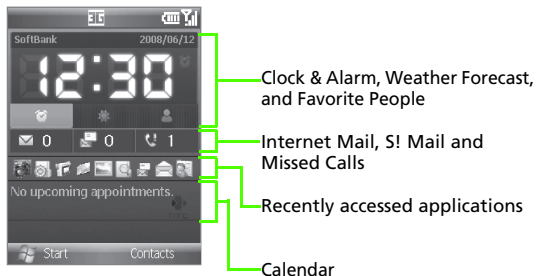 SoftBank 2008/06/12
12:30
Clock & Alarm, Weather Forecast,
and Favorite People
0 0 1
Internet Mail, S! Mail and
Missed Calls
Recently accessed applications
No upcoming appointments.
Start Contacts
Calendar